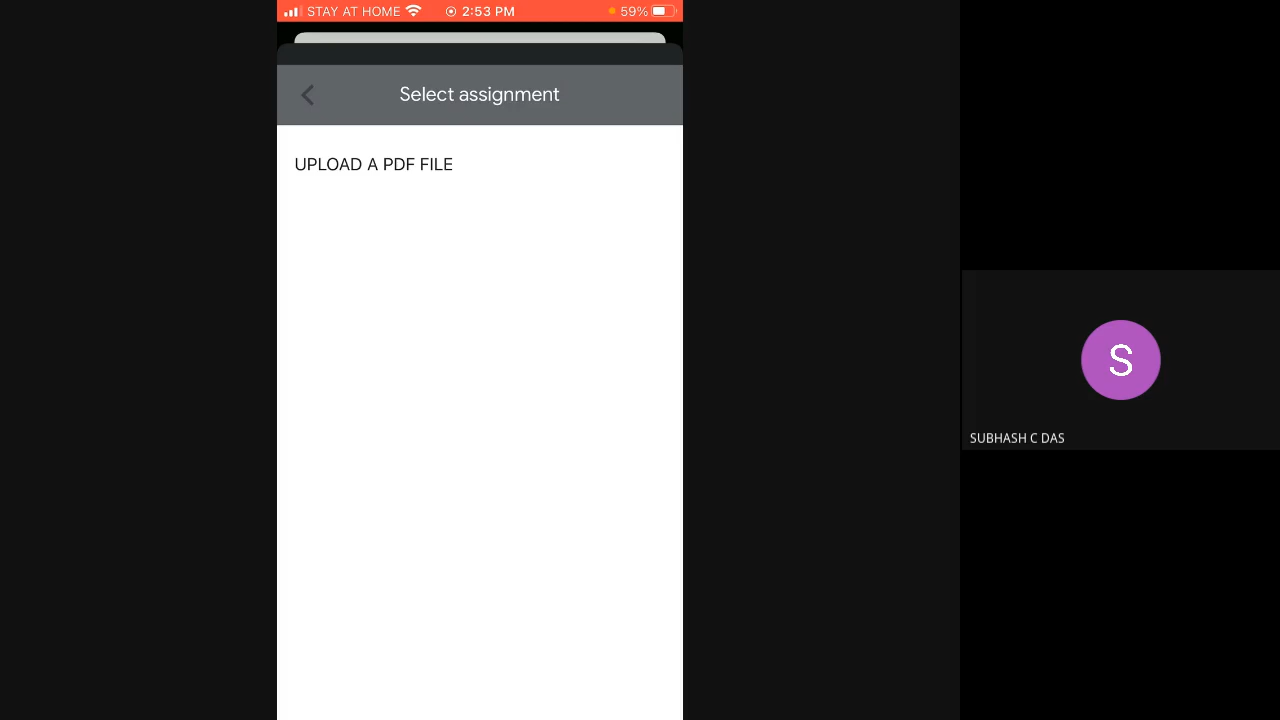 STAY AT HOME 2:53 PM 59%
Select assignment
UPLOAD A PDF FILE
S
SUBHASH C DAS